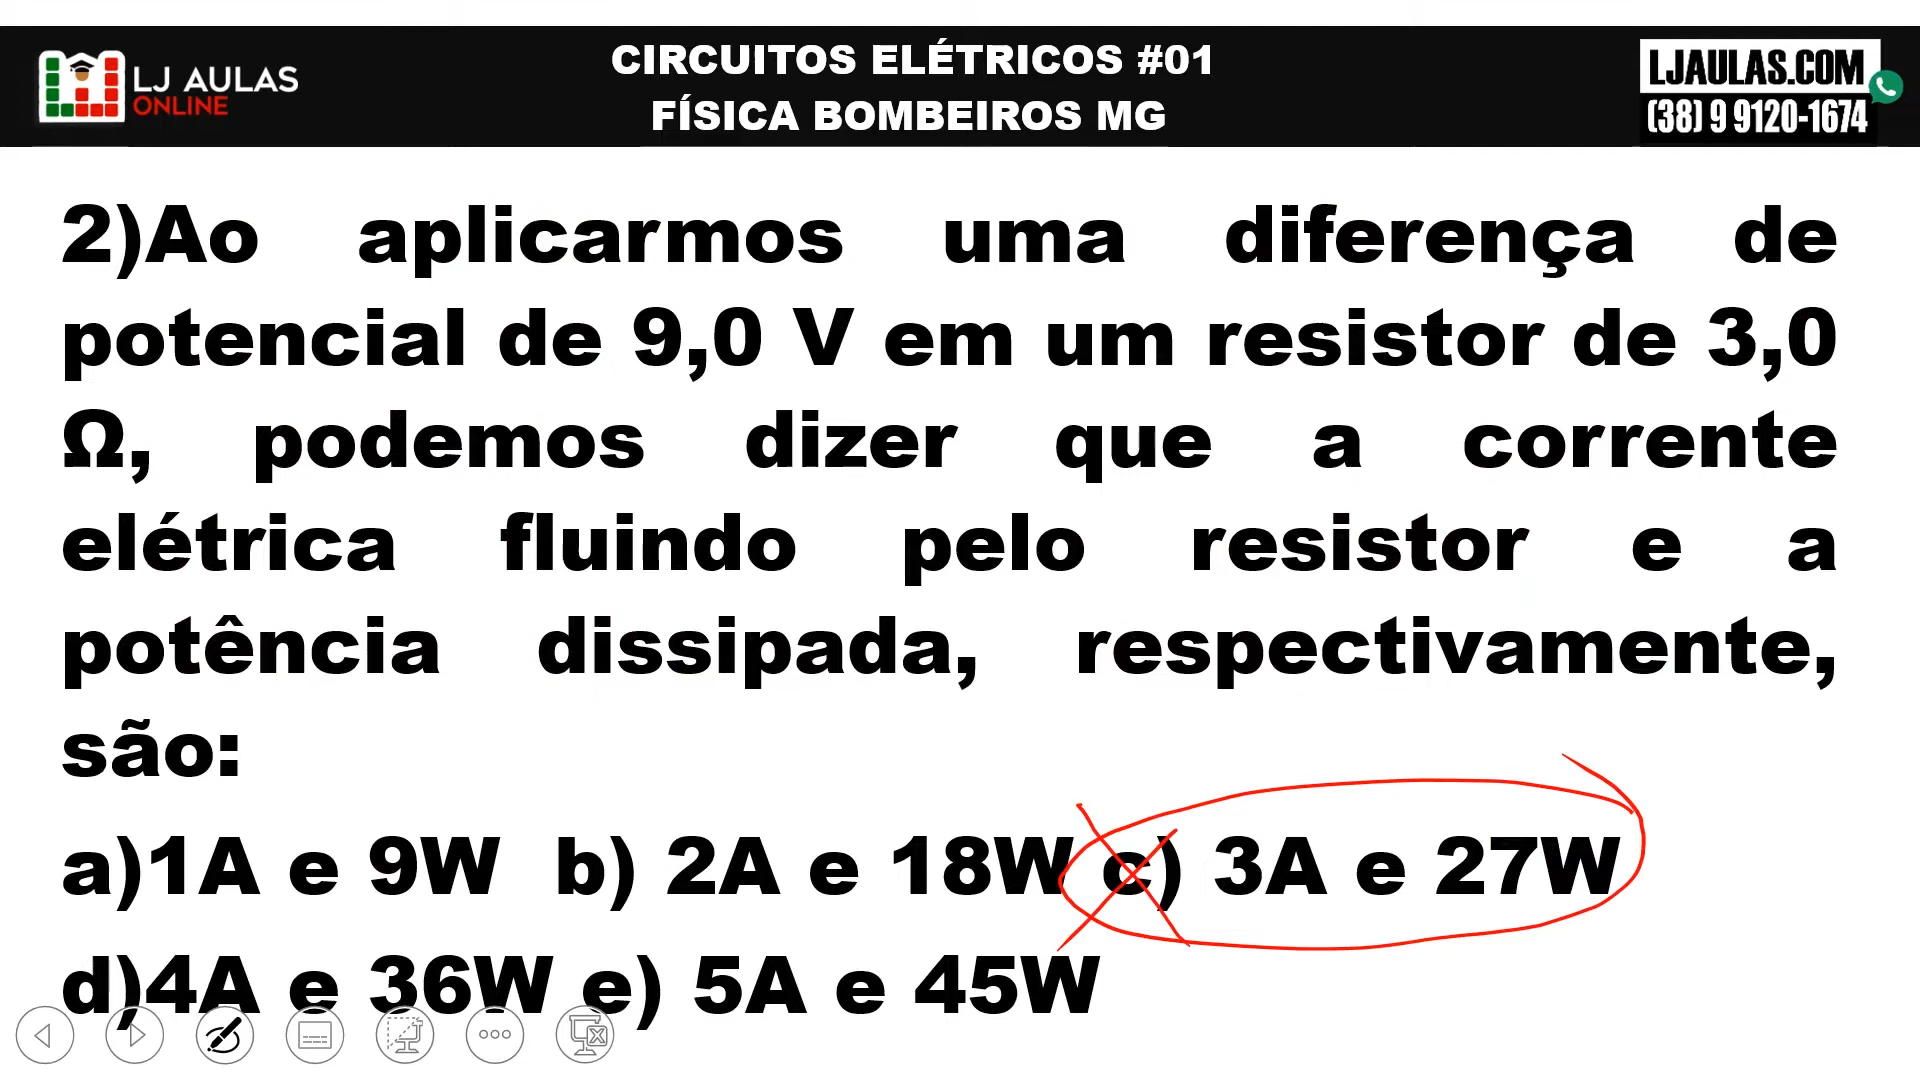 LJ AULAS
ONLINE
CIRCUITOS ELÉTRICOS #01
FÍSICA BOMBEIROS MG
LJAULAS.COM
(38) 9 9120-1674
2)Ao aplicarmos uma diferença de
potencial de 9,0 V em um resistor de 3,0
Ω, podemos dizer que a corrente
elétrica fluindo pelo resistor e a
potência dissipada, respectivamente,
são:
a)1A e 9W b) 2A e 18W c) 3A e 27W
d)4A e 36W e) 5A e 45W